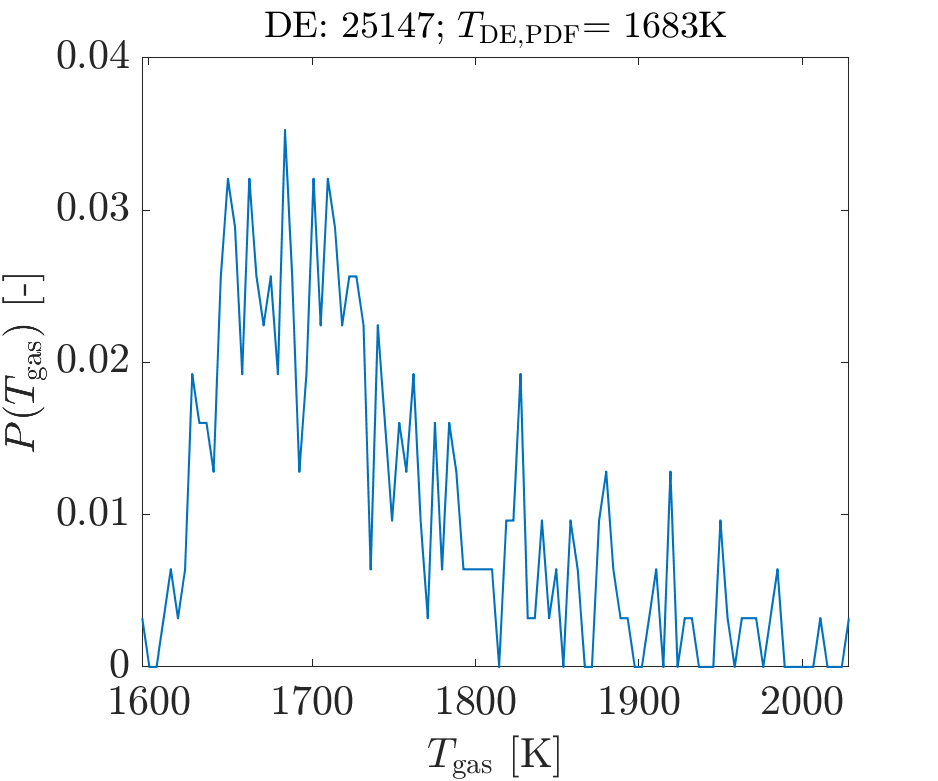 DE: 25147; T_DE,PDF= 1683K
0.04
0.03
0.02
0.01
0
P(T_gas) [-]
1600 1700 1800 1900 2000
T_gas [K]